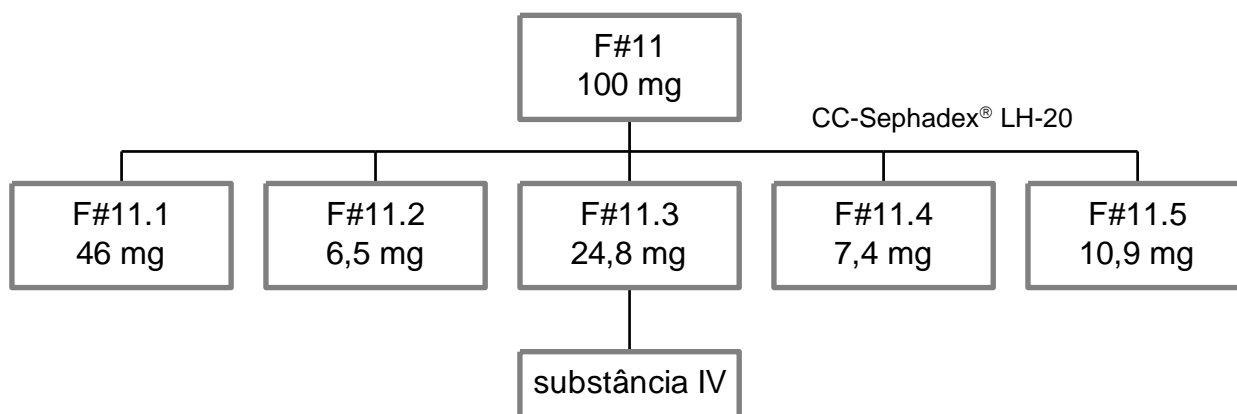 F#11
100 mg
CC-Sephadex® LH-20
F#11.1
46 mg
F#11.2
6,5 mg
F#11.3
24,8 mg
F#11.4
7,4 mg
F#11.5
10,9 mg
substância IV